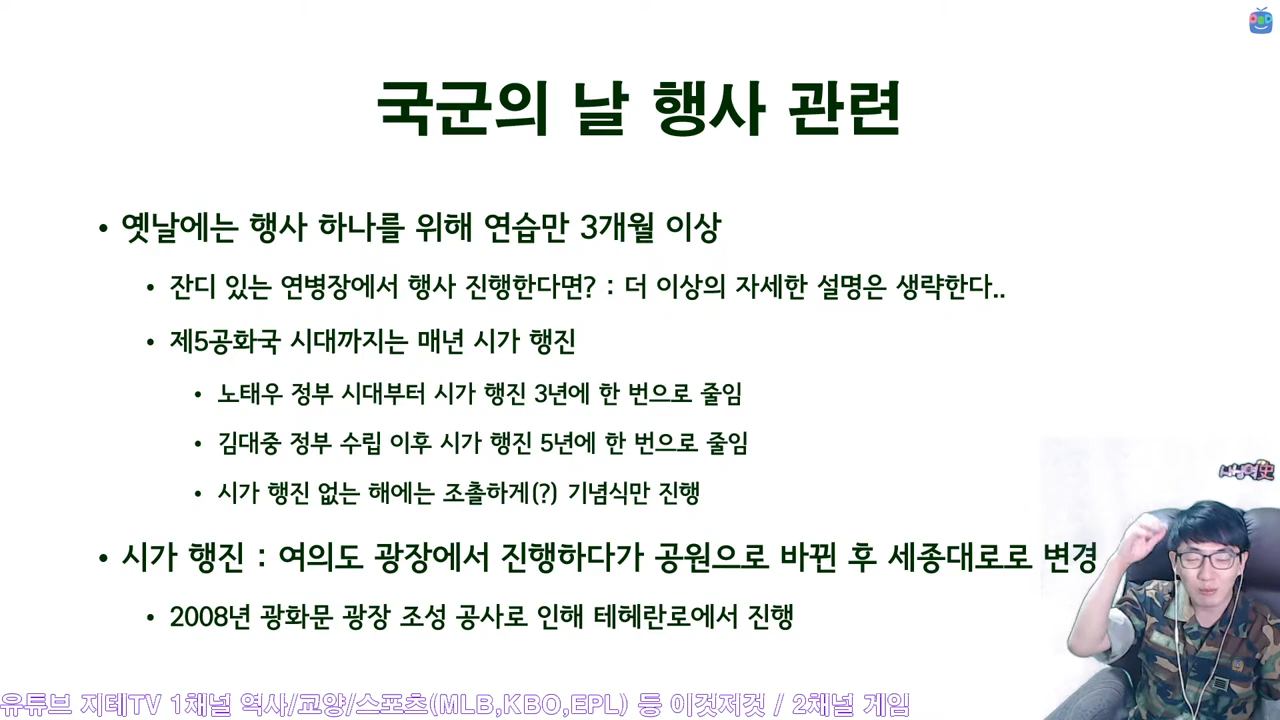 국군의 날 행사 관련
• 옛날에는 행사 하나를 위해 연습만 3개월 이상
• 잔디 있는 연병장에서 행사 진행한다면? : 더 이상의 자세한 설명은 생략한다..
• 제5공화국 시대까지는 매년 시가 행진
• 노태우 정부 시대부터 시가 행진 3년에 한 번으로 줄임
• 김대중 정부 수립 이후 시가 행진 5년에 한 번으로 줄임
• 시가 행진 없는 해에는 조촐하게(?) 기념식만 진행
• 시가 행진 : 여의도 광장에서 진행하다가 공원으로 바뀐 후 세종대로로 변경
• 2008년 광화문 광장 조성 공사로 인해 테헤란로에서 진행
유튜브 지테TV 1채널 역사/교양/스포츠(MLB,KBO,EPL) 등 이것저것 / 2채널 게임